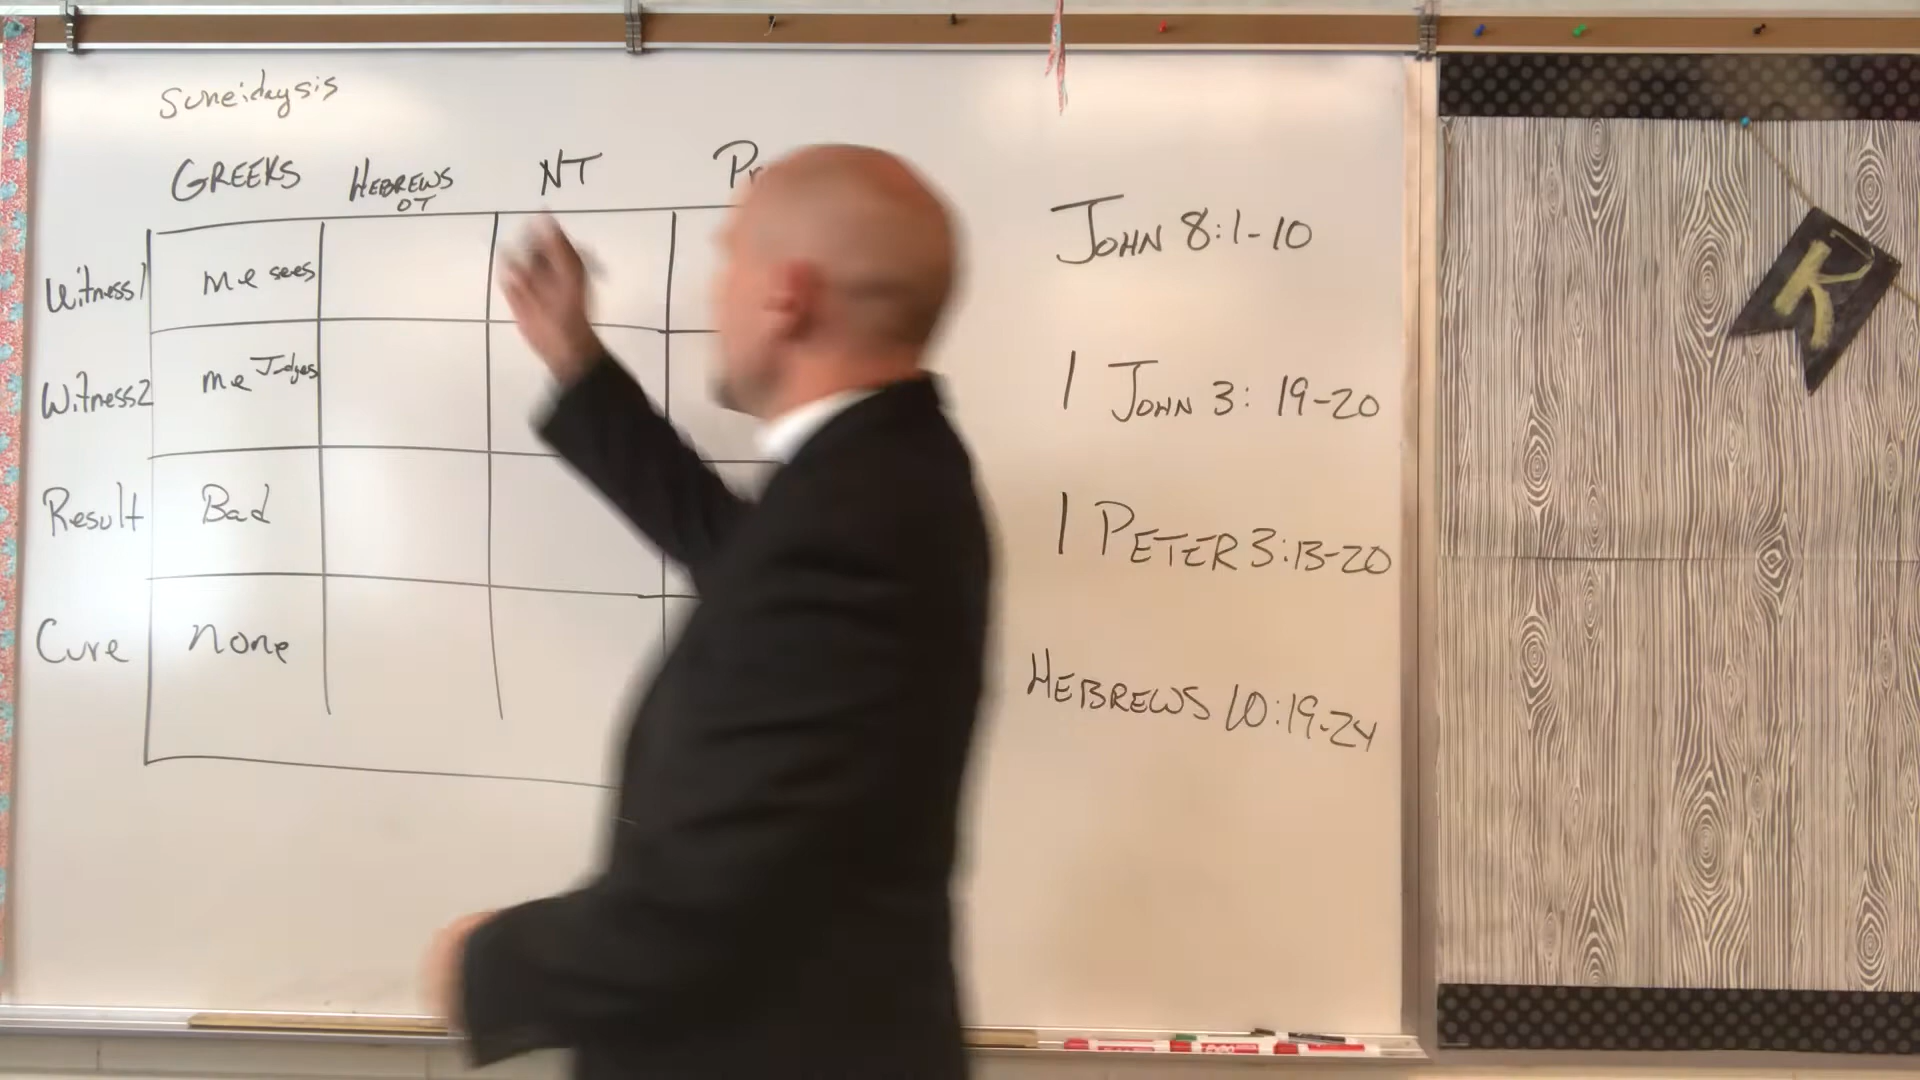 Suneidaysis
GREEKS HEBREWS OT NT
Witness1 me sees
Witness2 me Judges
Result Bad
Cure none
JOHN 8:1-10
1 JOHN 3: 19-20
1 PETER 3:13-20
HEBREWS 10:19-24
K